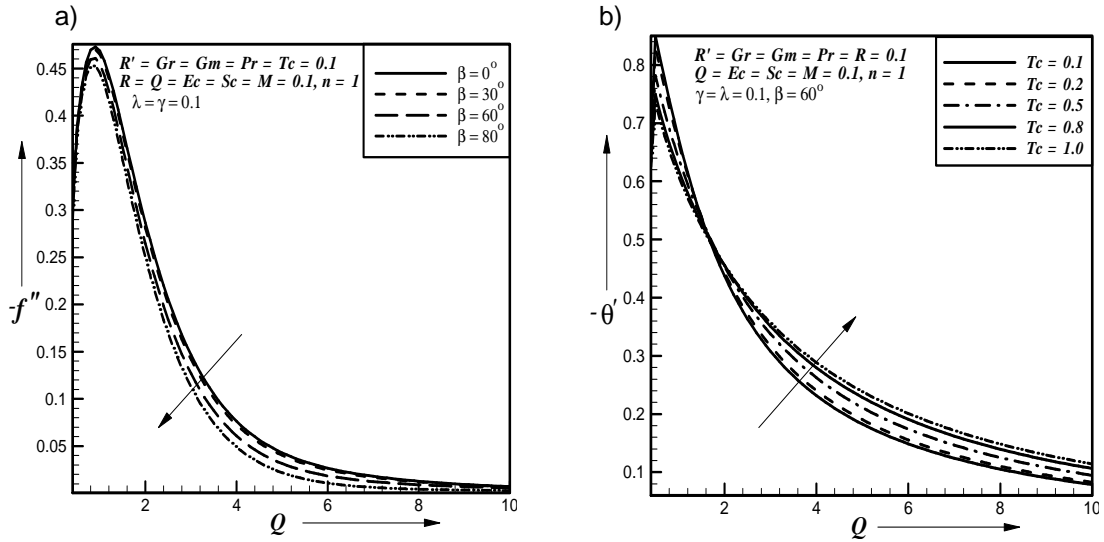 a)
R' = Gr = Gm = Pr = Tc = 0.1
R = Q = Ec = Sc = M = 0.1, n = 1
λ = γ = 0.1
β = 0°
β = 30°
β = 60°
β = 80°
0.45
0.4
0.35
0.3
0.25
0.2
0.15
0.1
0.05
-f''
2
4
6
8
10
Q
b)
R' = Gr = Gm = Pr = R = 0.1
Q = Ec = Sc = M = 0.1, n = 1
γ = λ = 0.1, β = 60°
Tc = 0.1
Tc = 0.2
Tc = 0.5
Tc = 0.8
Tc = 1.0
0.8
0.7
0.6
0.5
0.4
0.3
0.2
0.1
-θ'
2
4
6
8
10
Q